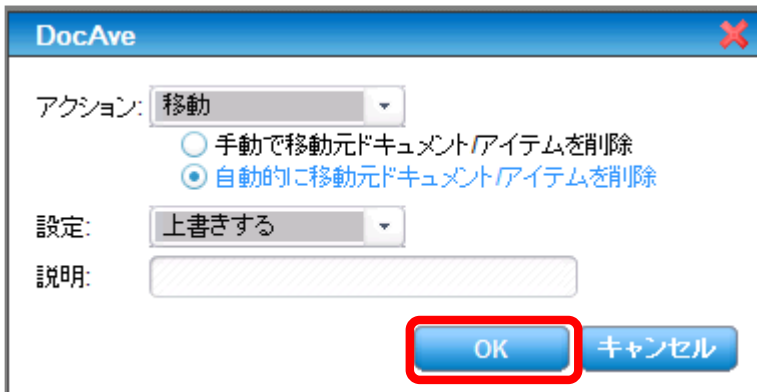 DocAve
アクション: 移動
手動で移動元ドキュメント/アイテムを削除
自動的に移動元ドキュメント/アイテムを削除
設定: 上書きする
説明:
OK キャンセル